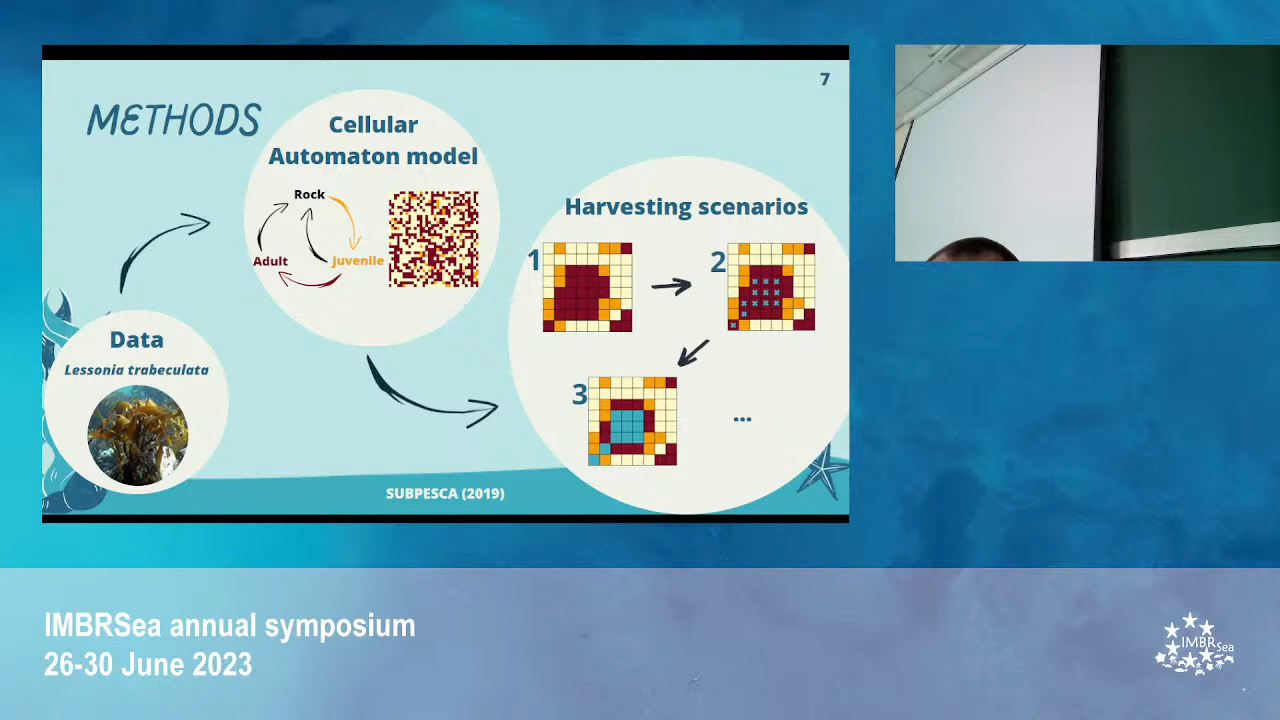 7
METHODS
Cellular
Automaton model
Rock
Adult
Juvenile
Data
Lessonia trabeculata
Harvesting scenarios
1
2
3
...
SUBPESCA (2019)
IMBRSea annual symposium
26-30 June 2023
IMBRSea